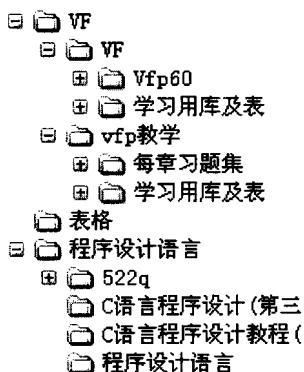 VF
VF
Vfp60
学习用库及表
vfp教学
每章习题集
学习用库及表
表格
程序设计语言
522q
C语言程序设计(第三
C语言程序设计教程(
程序设计语言